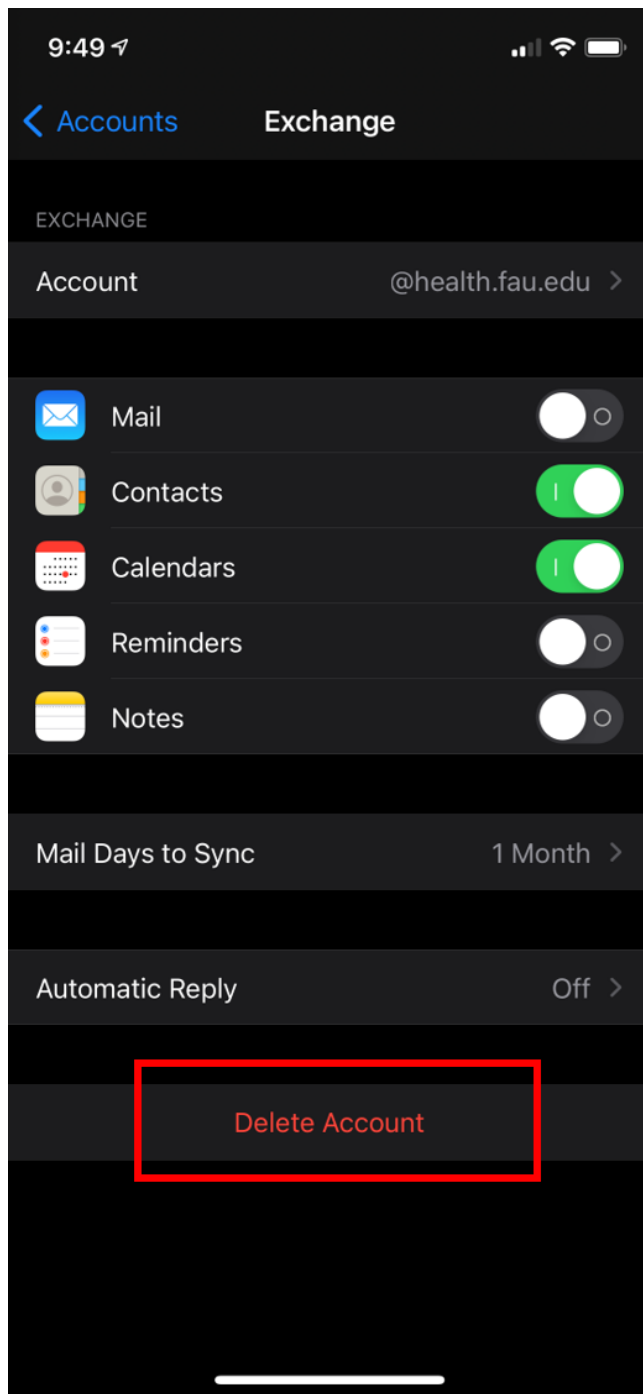 9:49
Accounts Exchange
EXCHANGE
Account @health.fau.edu
Mail
Contacts
Calendars
Reminders
Notes
Mail Days to Sync 1 Month
Automatic Reply Off
Delete Account